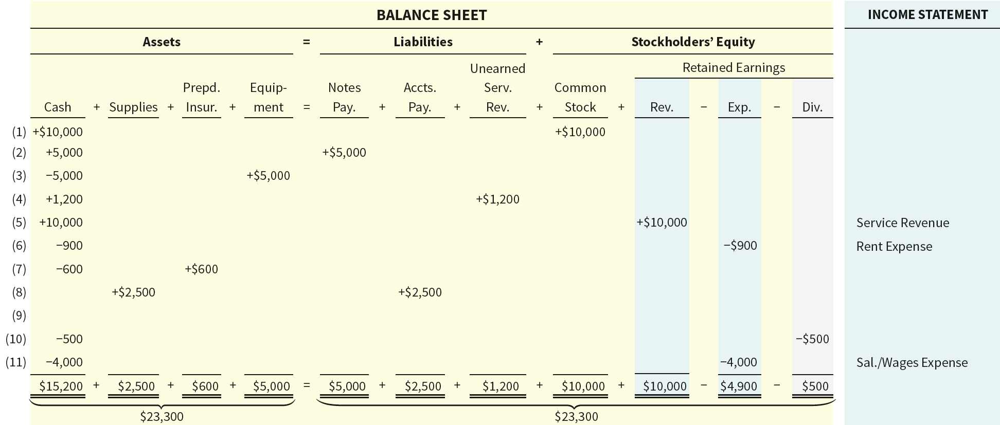 BALANCE SHEET INCOME STATEMENT
Assets = Liabilities + Stockholders’ Equity
Unearned Retained Earnings
Prepd. Equip- Notes Accts. Serv. Common
Cash + Supplies + Insur. + ment = Pay. + Pay. + Rev. + Stock + Rev. − Exp. − Div.
(1) +$10,000 +$10,000
(2) +5,000 +$5,000
(3) −5,000 +$5,000
(4) +1,200 +$1,200
(5) +10,000 +$10,000 Service Revenue
(6) −900 −$900 Rent Expense
(7) −600 +$600
(8) +$2,500 +$2,500
(9)
(10) −500 −$500
(11) −4,000 −4,000 Sal./Wages Expense
$15,200 + $2,500 + $600 + $5,000 = $5,000 + $2,500 + $1,200 + $10,000 + $10,000 − $4,900 − $500
$23,300 $23,300